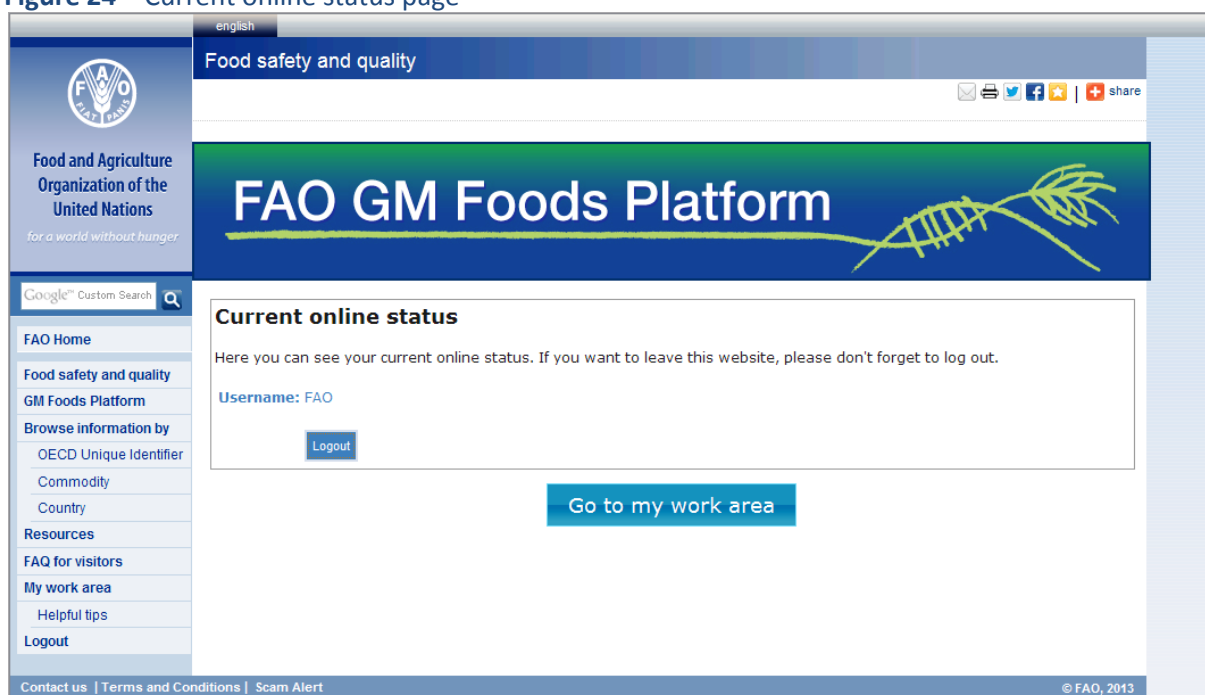 Figure 24 Current online status page
english
Food safety and quality
share
FAO
FIAT PANIS
Food and Agriculture
Organization of the
United Nations
for a world without hunger
FAO GM Foods Platform
Google™ Custom Search
FAO Home
Food safety and quality
GM Foods Platform
Browse information by
OECD Unique Identifier
Commodity
Country
Resources
FAQ for visitors
My work area
Helpful tips
Logout
Current online status
Here you can see your current online status. If you want to leave this website, please don't forget to log out.
Username: FAO
Logout
Go to my work area
Contact us | Terms and Conditions | Scam Alert
© FAO, 2013